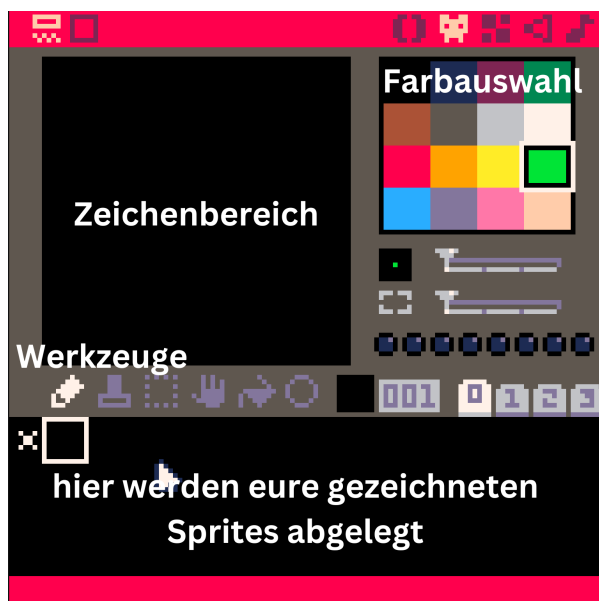 Farbauswahl
Zeichenbereich
Werkzeuge
001 0 1 2 3
hier werden eure gezeichneten
Sprites abgelegt